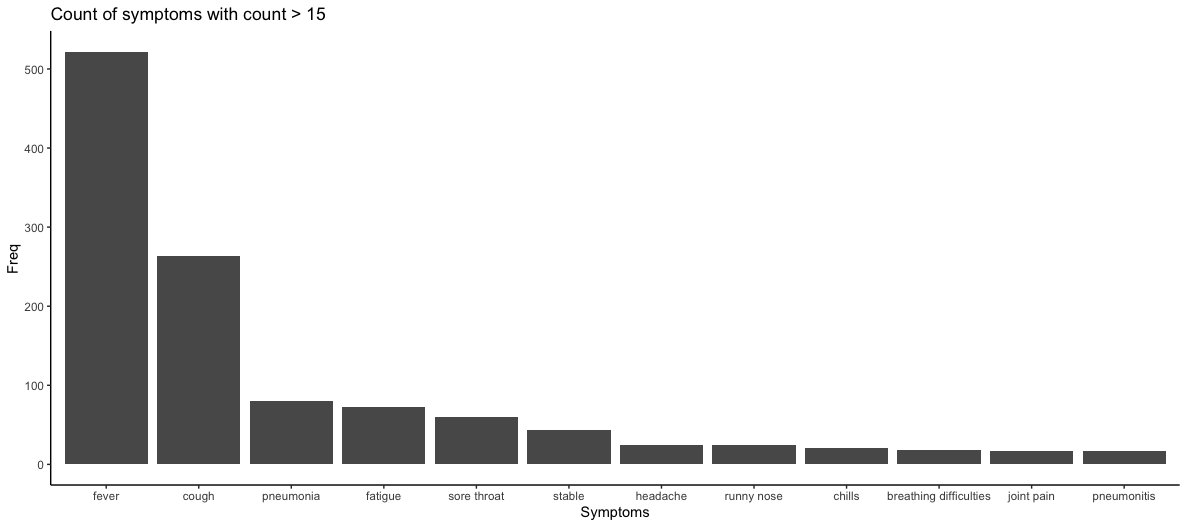 Count of symptoms with count > 15
500
400
300
200
100
0
Freq
fever cough pneumonia fatigue sore throat stable headache runny nose chills breathing difficulties joint pain pneumonitis
Symptoms